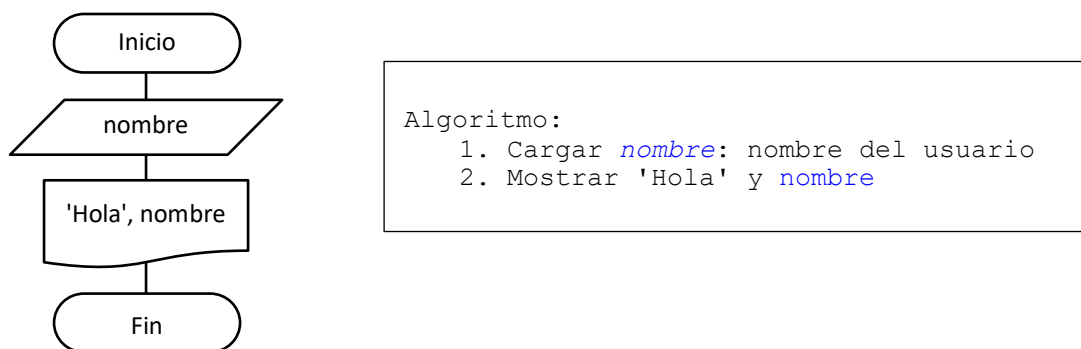 Inicio
nombre
'Hola', nombre
Fin
Algoritmo:
1. Cargar nombre: nombre del usuario
2. Mostrar 'Hola' y nombre